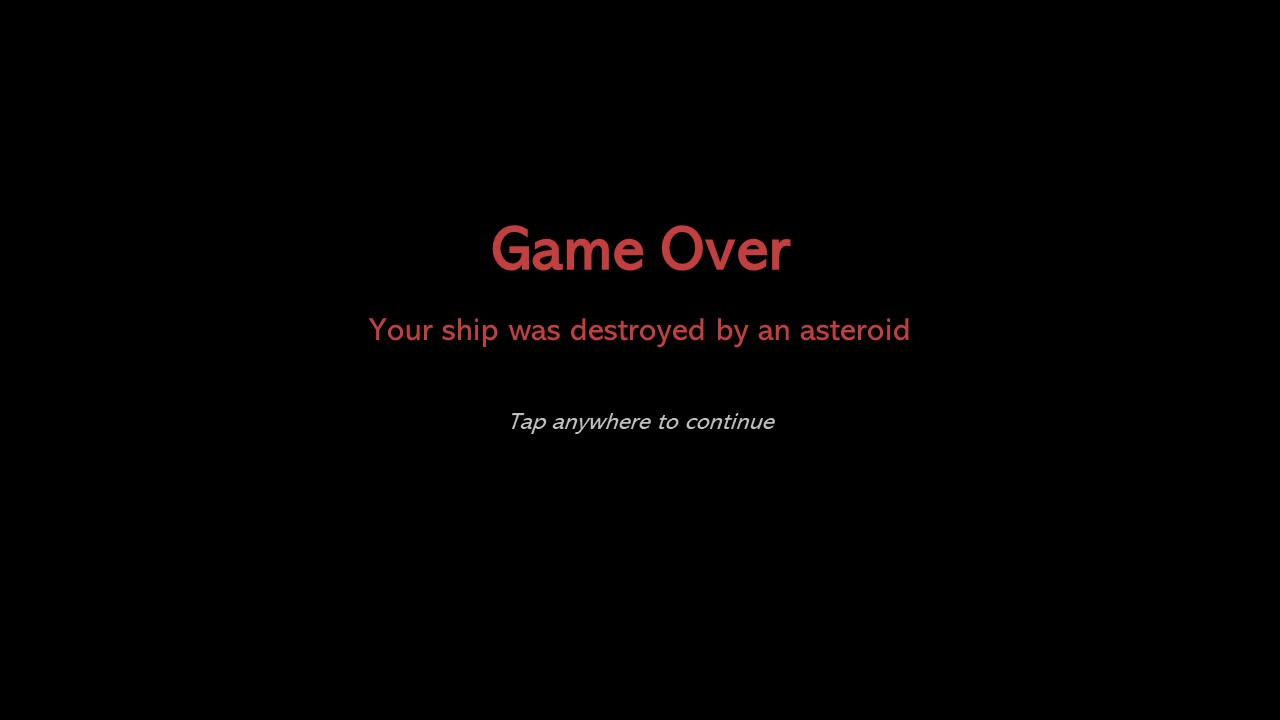 Game Over
Your ship was destroyed by an asteroid
Tap anywhere to continue